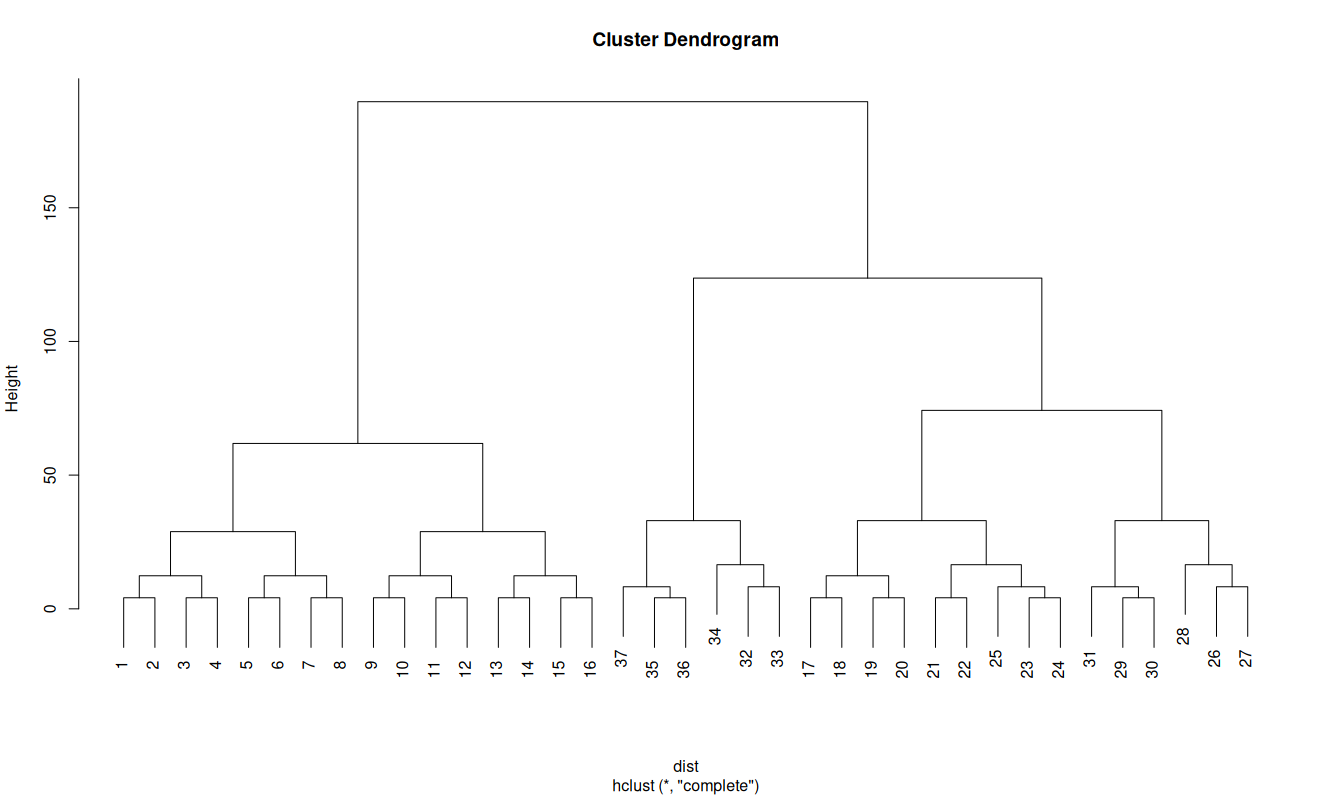 Cluster Dendrogram
Height
150
100
50
0
1 2 3 4 5 6 7 8 9 10 11 12 13 14 15 16 37 35 36 34 32 33 17 18 19 20 21 22 25 23 24 31 29 30 28 26 27
dist
hclust (*, "complete")